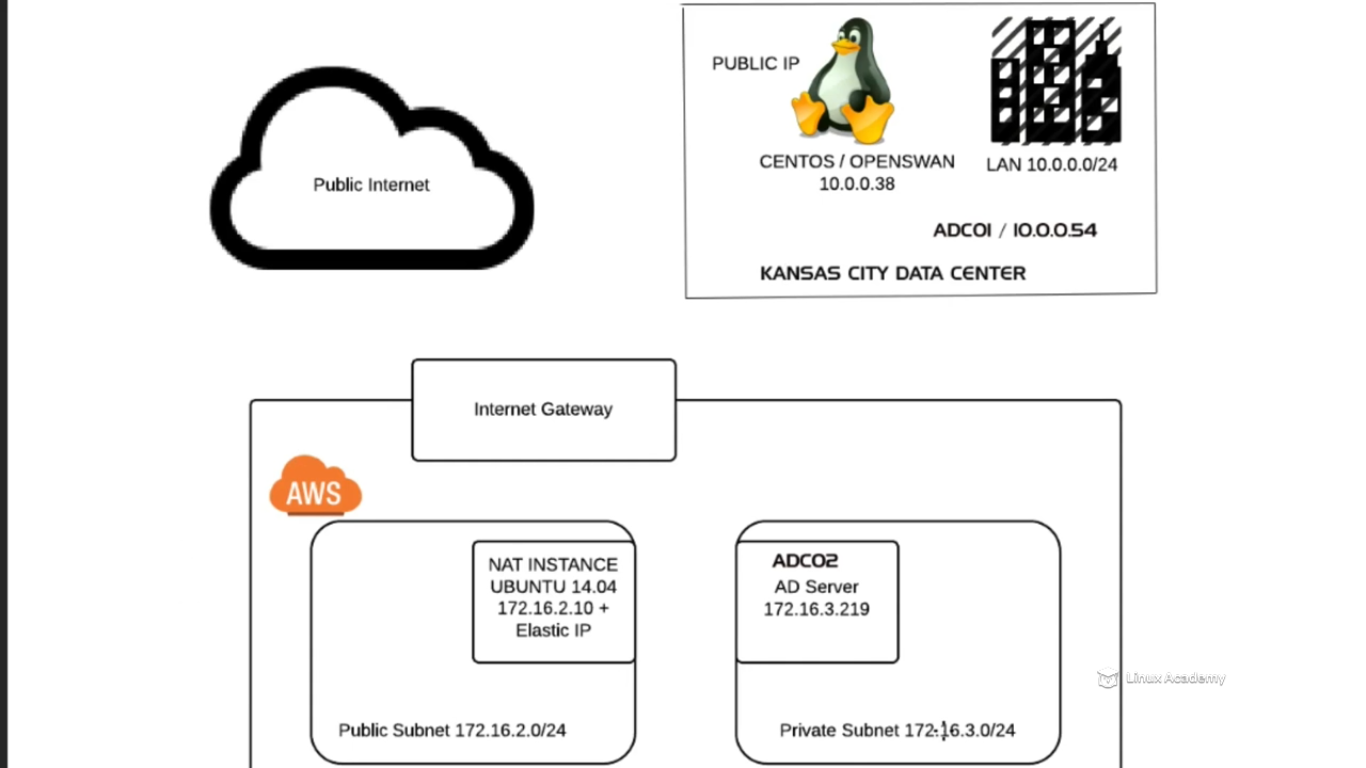 PUBLIC IP
Public Internet
CENTOS / OPENSWAN
10.0.0.38
LAN 10.0.0.0/24
ADC01 / 10.0.0.54
KANSAS CITY DATA CENTER
Internet Gateway
AWS
NAT INSTANCE
UBUNTU 14.04
172.16.2.10 +
Elastic IP
ADC02
AD Server
172.16.3.219
Public Subnet 172.16.2.0/24
Private Subnet 172.16.3.0/24
Linux Academy